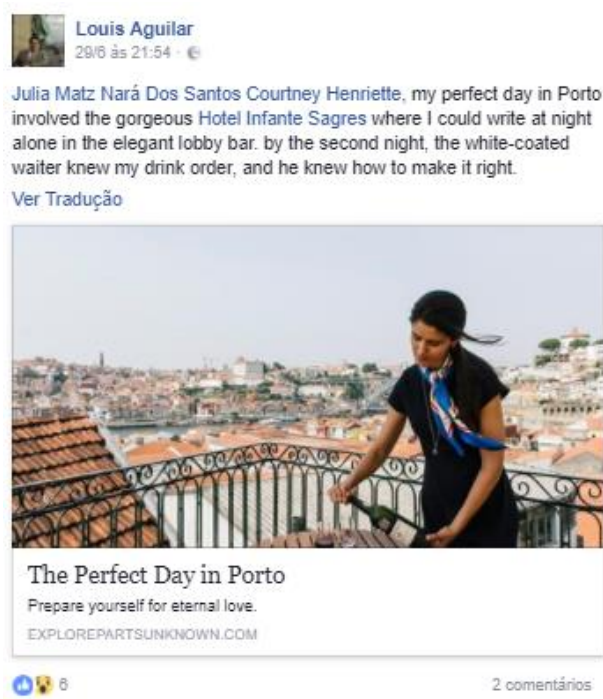 Louis Aguilar
29/6 às 21:54 ·
Julia Matz Nará Dos Santos Courtney Henriette, my perfect day in Porto
involved the gorgeous Hotel Infante Sagres where I could write at night
alone in the elegant lobby bar. by the second night, the white-coated
waiter knew my drink order, and he knew how to make it right.
Ver Tradução
The Perfect Day in Porto
Prepare yourself for eternal love.
EXPLOREPARTSUNKNOWN.COM
6
2 comentários